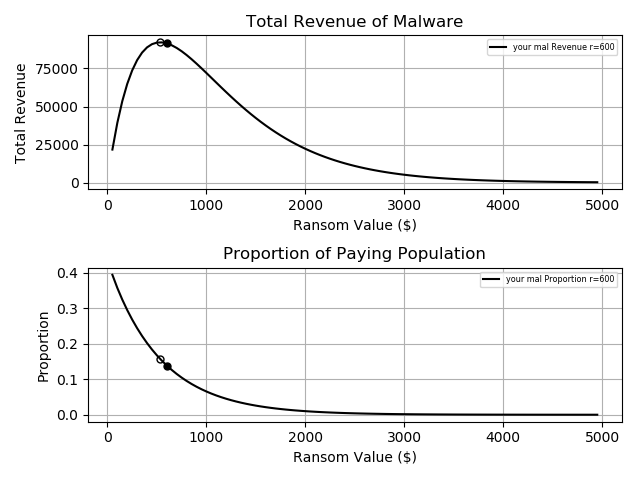 Total Revenue of Malware
your mal Revenue r=600
Total Revenue
75000
50000
25000
0
0 1000 2000 3000 4000 5000
Ransom Value ($)
Proportion of Paying Population
your mal Proportion r=600
Proportion
0.4
0.3
0.2
0.1
0.0
0 1000 2000 3000 4000 5000
Ransom Value ($)